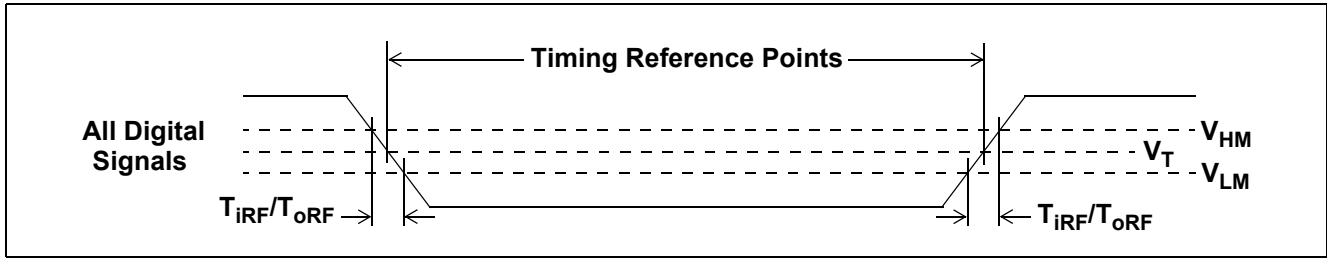 Timing Reference Points
All Digital
Signals
V_HM
V_T
V_LM
T_iRF/T_oRF
T_iRF/T_oRF